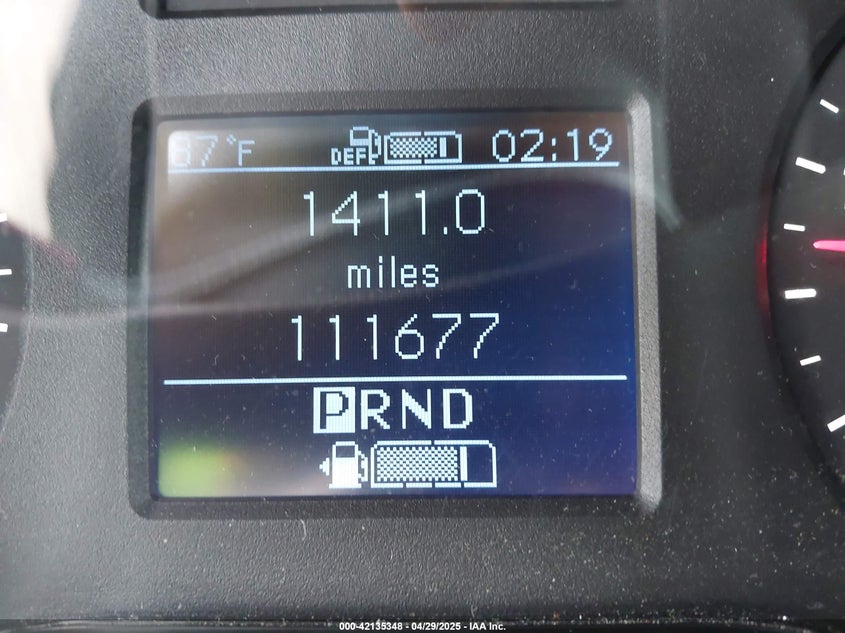 87°F DEF 02:19
1411.0
miles
111677
PRND
000-42135348 - 04/29/2025 - IAA Inc.